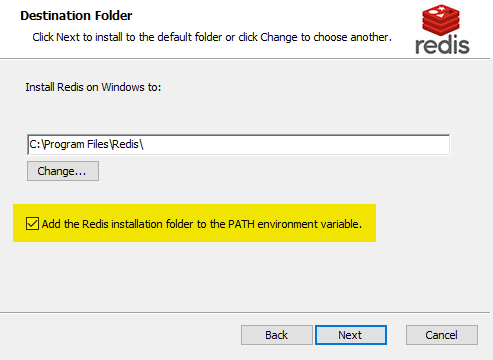 Destination Folder
Click Next to install to the default folder or click Change to choose another.
redis
Install Redis on Windows to:
C:\Program Files\Redis\
Change...
Add the Redis installation folder to the PATH environment variable.
Back Next Cancel